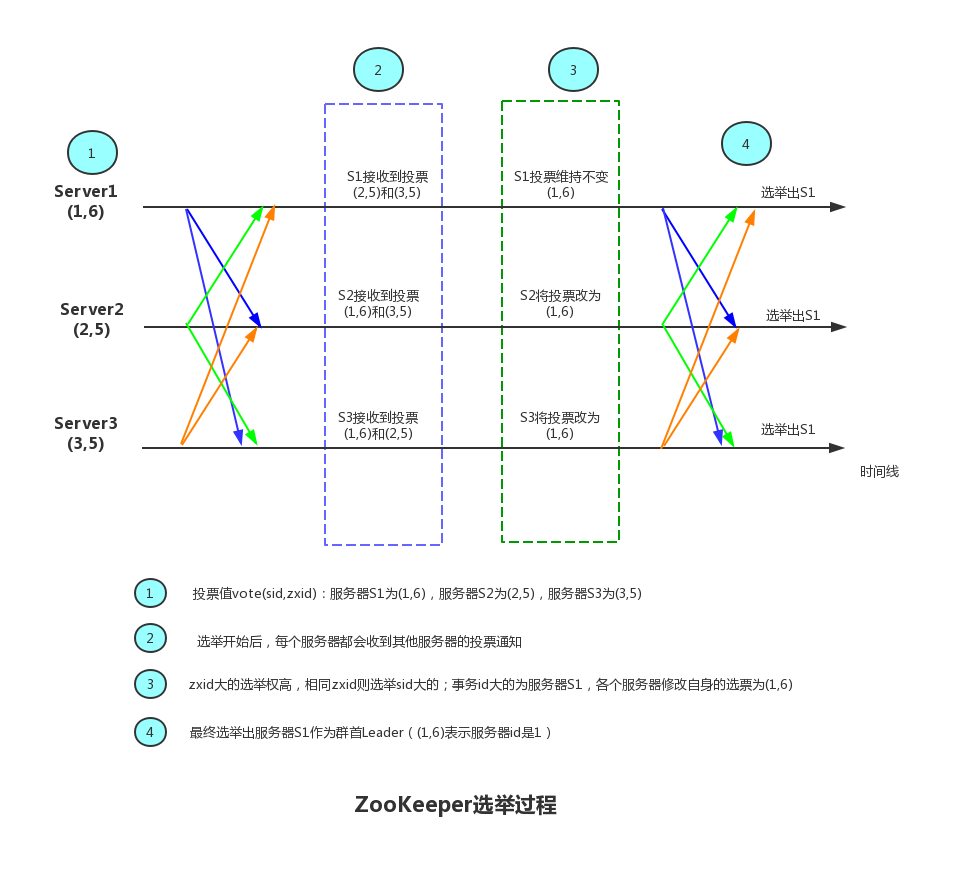 2
3
1
4
Server1
(1,6)
S1接收到投票
(2,5)和(3,5)
S1投票维持不变
(1,6)
选举出S1
Server2
(2,5)
S2接收到投票
(1,6)和(3,5)
S2将投票改为
(1,6)
选举出S1
Server3
(3,5)
S3接收到投票
(1,6)和(2,5)
S3将投票改为
(1,6)
选举出S1
时间线
1 投票值vote(sid,zxid)：服务器S1为(1,6)，服务器S2为(2,5)，服务器S3为(3,5)
2 选举开始后，每个服务器都会收到其他服务器的投票通知
3 zxid大的选举权高，相同zxid则选举sid大的；事务id大的为服务器S1，各个服务器修改自身的选票为(1,6)
4 最终选举出服务器S1作为群首Leader（(1,6)表示服务器id是1）
ZooKeeper选举过程